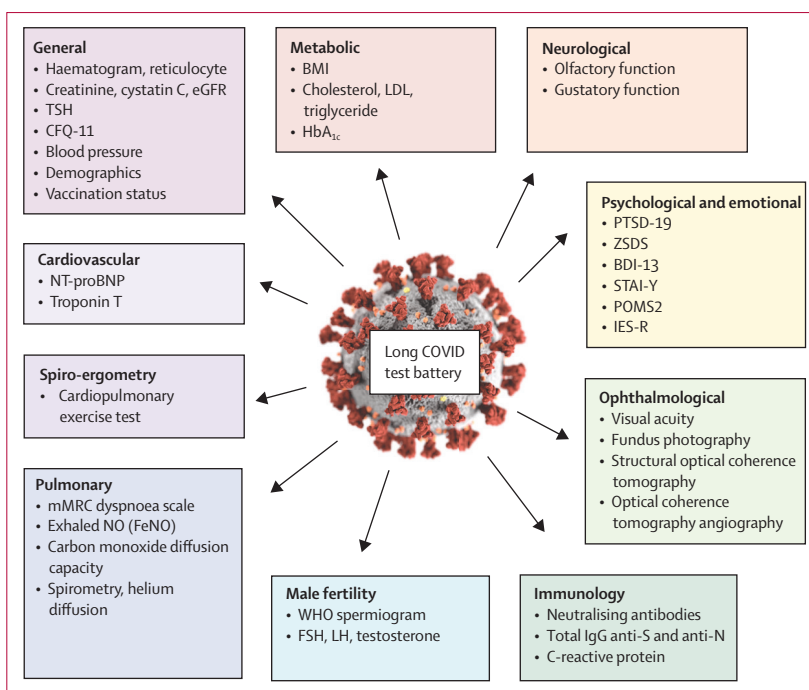 General
• Haematogram, reticulocyte
• Creatinine, cystatin C, eGFR
• TSH
• CFQ-11
• Blood pressure
• Demographics
• Vaccination status
Metabolic
• BMI
• Cholesterol, LDL,
triglyceride
• HbA1c
Neurological
• Olfactory function
• Gustatory function
Psychological and emotional
• PTSD-19
• ZSDS
• BDI-13
• STAI-Y
• POMS2
• IES-R
Cardiovascular
• NT-proBNP
• Troponin T
Long COVID
test battery
Spiro-ergometry
• Cardiopulmonary
exercise test
Ophthalmological
• Visual acuity
• Fundus photography
• Structural optical coherence
tomography
• Optical coherence
tomography angiography
Pulmonary
• mMRC dyspnoea scale
• Exhaled NO (FeNO)
• Carbon monoxide diffusion
capacity
• Spirometry, helium
diffusion
Male fertility
• WHO spermiogram
• FSH, LH, testosterone
Immunology
• Neutralising antibodies
• Total IgG anti-S and anti-N
• C-reactive protein